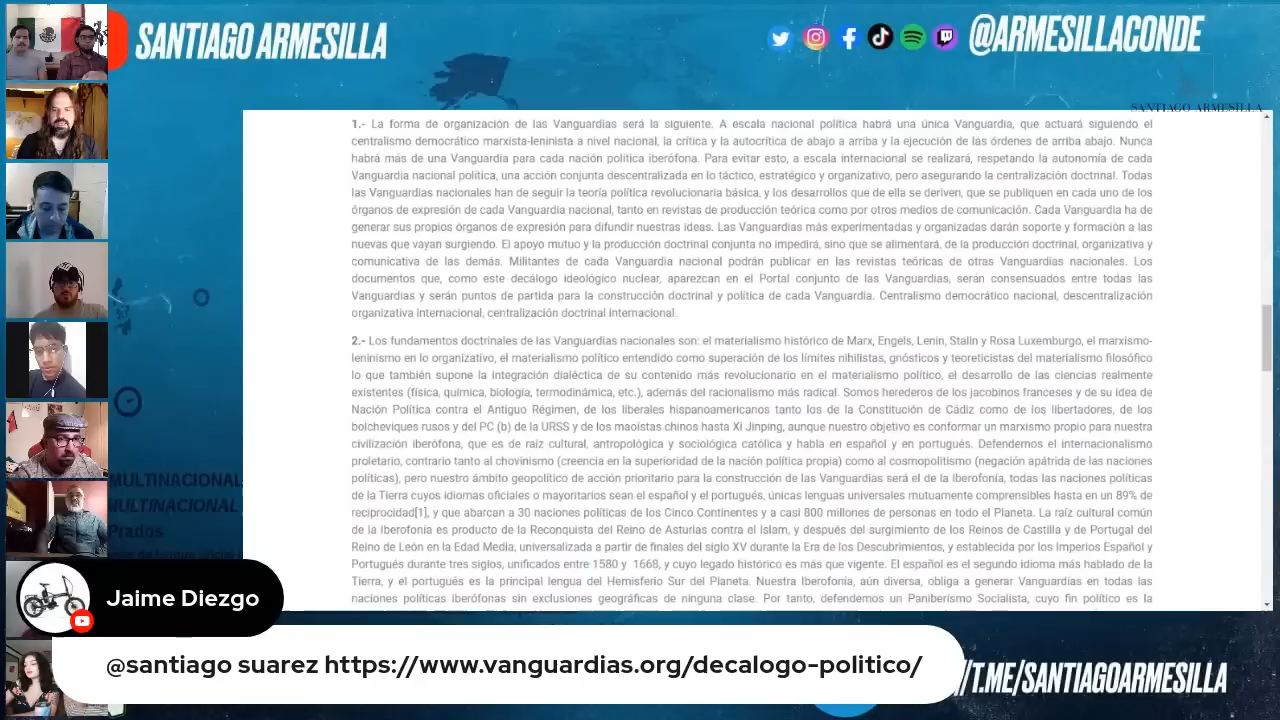 SANTIAGO ARMESILLA
@ARMESILLACONDE
SANTIAGO ARMESILLA
1.- La forma de organización de las Vanguardias será la siguiente. A escala nacional política habrá una única Vanguardia, que actuará siguiendo el
centralismo democrático marxista-leninista a nivel nacional, la crítica y la autocrítica de abajo a arriba y la ejecución de las órdenes de arriba abajo. Nunca
habrá más de una Vanguardia para cada nación política iberófona. Para evitar esto, a escala internacional se realizará, respetando la autonomía de cada
Vanguardia nacional política, una acción conjunta descentralizada en lo táctico, estratégico y organizativo, pero asegurando la centralización doctrinal. Todas
las Vanguardias nacionales han de seguir la teoría política revolucionaria básica, y los desarrollos que de ella se deriven, que se publiquen en cada uno de los
órganos de expresión de cada Vanguardia nacional, tanto en revistas de producción teórica como por otros medios de comunicación. Cada Vanguardia ha de
generar sus propios órganos de expresión para difundir nuestras ideas. Las Vanguardias más experimentadas y organizadas darán soporte y formación a las
nuevas que vayan surgiendo. El apoyo mutuo y la producción doctrinal conjunta no impedirá, sino que se alimentará, de la producción doctrinal, organizativa y
comunicativa de las demás. Militantes de cada Vanguardia nacional podrán publicar en las revistas teóricas de otras Vanguardias nacionales. Los
documentos que, como este decálogo ideológico nuclear, aparezcan en el Portal conjunto de las Vanguardias, serán consensuados entre todas las
Vanguardias y serán puntos de partida para la construcción doctrinal y política de cada Vanguardia. Centralismo democrático nacional, descentralización
organizativa internacional, centralización doctrinal internacional.
2.- Los fundamentos doctrinales de las Vanguardias nacionales son: el materialismo histórico de Marx, Engels, Lenin, Stalin y Rosa Luxemburgo, el marxismo-
leninismo en lo organizativo, el materialismo político entendido como superación de los límites nihilistas, gnósticos y teoreticistas del materialismo filosófico
lo que también supone la integración dialéctica de su contenido más revolucionario en el materialismo político, el desarrollo de las ciencias realmente
existentes (física, química, biología, termodinámica, etc.), además del racionalismo más radical. Somos herederos de los jacobinos franceses y de su idea de
Nación Política contra el Antiguo Régimen, de los liberales hispanoamericanos tanto los de la Constitución de Cádiz como de los libertadores, de los
bolcheviques rusos y del PC (b) de la URSS y de los maoístas chinos hasta Xi Jinping, aunque nuestro objetivo es conformar un marxismo propio para nuestra
civilización iberófona, que es de raíz cultural, antropológica y sociológica católica y habla en español y en portugués. Defendemos el internacionalismo
proletario, contrario tanto al chovinismo (creencia en la superioridad de la nación política propia) como al cosmopolitismo (negación apátrida de las naciones
políticas), pero nuestro ámbito geopolítico de acción prioritario para la construcción de las Vanguardias será el de la Iberofonía, todas las naciones políticas
de la Tierra cuyos idiomas oficiales o mayoritarios sean el español y el portugués, únicas lenguas universales mutuamente comprensibles hasta en un 89% de
reciprocidad[1], y que abarcan a 30 naciones políticas de los Cinco Continentes y a casi 800 millones de personas en todo el Planeta. La raíz cultural común
de la Iberofonía es producto de la Reconquista del Reino de Asturias contra el Islam, y después del surgimiento de los Reinos de Castilla y de Portugal del
Reino de León en la Edad Media, universalizada a partir de finales del siglo XV durante la Era de los Descubrimientos, y establecida por los Imperios Español y
Portugués durante tres siglos, unificados entre 1580 y 1668, y cuyo legado histórico es más que vigente. El español es el segundo idioma más hablado de la
Tierra, y el portugués es la principal lengua del Hemisferio Sur del Planeta. Nuestra Iberofonía, aún diversa, obliga a generar Vanguardias en todas las
naciones políticas iberófonas sin exclusiones geográficas de ninguna clase. Por tanto, defendemos un Paniberismo Socialista, cuyo fin político es la
MULTINACIONAL
MULTINACIONAL
Prados
Jaime Diezgo
@santiago suarez https://www.vanguardias.org/decalogo-politico/
/T.ME/SANTIAGOARMESILLA